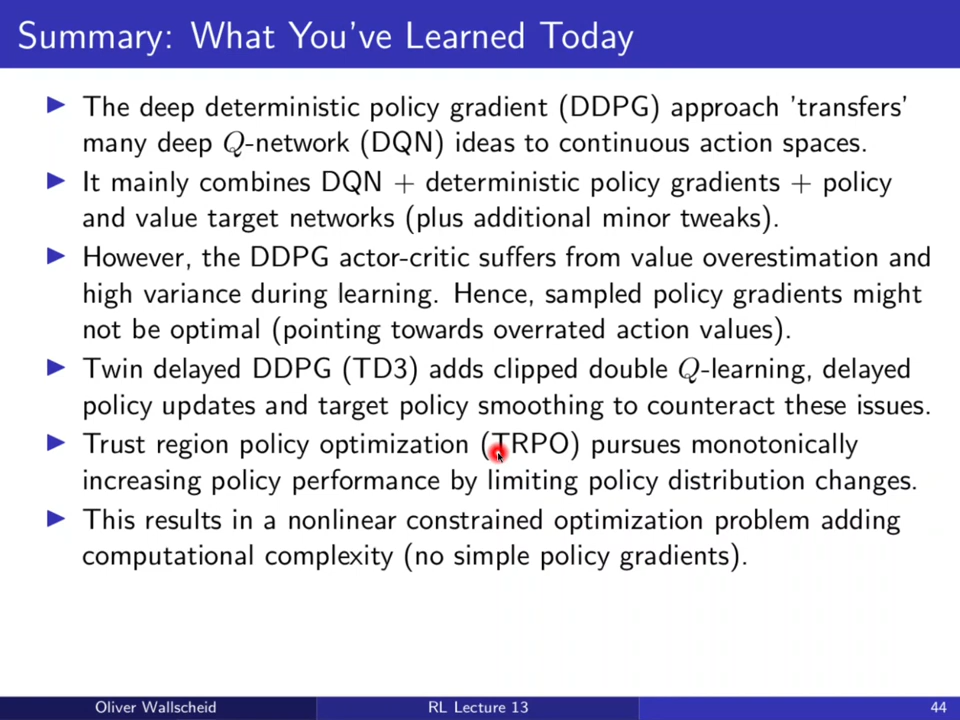 Summary: What You've Learned Today
▶ The deep deterministic policy gradient (DDPG) approach 'transfers'
many deep Q-network (DQN) ideas to continuous action spaces.
▶ It mainly combines DQN + deterministic policy gradients + policy
and value target networks (plus additional minor tweaks).
▶ However, the DDPG actor-critic suffers from value overestimation and
high variance during learning. Hence, sampled policy gradients might
not be optimal (pointing towards overrated action values).
▶ Twin delayed DDPG (TD3) adds clipped double Q-learning, delayed
policy updates and target policy smoothing to counteract these issues.
▶ Trust region policy optimization (TRPO) pursues monotonically
increasing policy performance by limiting policy distribution changes.
▶ This results in a nonlinear constrained optimization problem adding
computational complexity (no simple policy gradients).
Oliver Wallscheid
RL Lecture 13
44